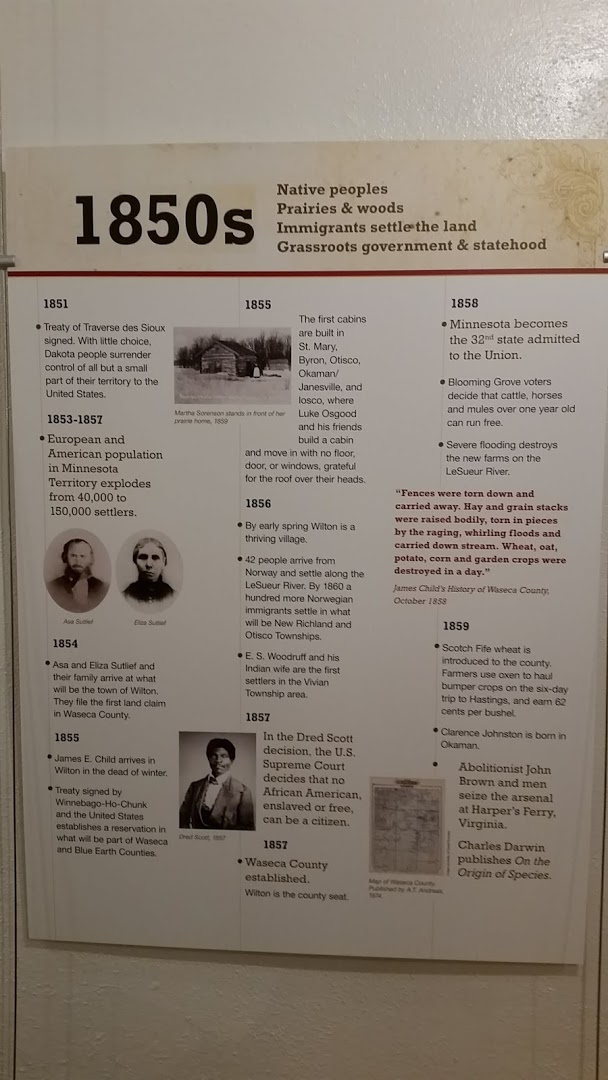 1850s
Native peoples
Prairies & woods
Immigrants settle the land
Grassroots government & statehood
1851
• Treaty of Traverse des Sioux
signed. With little choice,
Dakota people surrender
control of all but a small
part of their territory to the
United States.
1853-1857
• European and
American population
in Minnesota
Territory explodes
from 40,000 to
150,000 settlers.
Asa Sutlief
Eliza Sutlief
1854
• Asa and Eliza Sutlief and
their family arrive at what
will be the town of Wilton.
They file the first land claim
in Waseca County.
1855
• James E. Child arrives in
Wilton in the dead of winter.
• Treaty signed by
Winnebago-Ho-Chunk
and the United States
establishes a reservation in
what will be part of Waseca
and Blue Earth Counties.
1855
The first cabins
are built in
St. Mary,
Byron, Otisco,
Okaman/
Janesville, and
Iosco, where
Luke Osgood
and his friends
build a cabin
and move in with no floor,
door, or windows, grateful
for the roof over their heads.
Martha Sorenson stands in front of her
prairie home, 1859
1856
• By early spring Wilton is a
thriving village.
• 42 people arrive from
Norway and settle along the
LeSueur River. By 1860 a
hundred more Norwegian
immigrants settle in what
will be New Richland and
Otisco Townships.
• E. S. Woodruff and his
Indian wife are the first
settlers in the Vivian
Township area.
1857
In the Dred Scott
decision, the U.S.
Supreme Court
decides that no
African American,
enslaved or free,
can be a citizen.
Dred Scott, 1857
1857
• Waseca County
established.
Wilton is the county seat.
1858
• Minnesota becomes
the 32nd state admitted
to the Union.
• Blooming Grove voters
decide that cattle, horses
and mules over one year old
can run free.
• Severe flooding destroys
the new farms on the
LeSueur River.
"Fences were torn down and
carried away. Hay and grain stacks
were raised bodily, torn in pieces
by the raging, whirling floods and
carried down stream. Wheat, oat,
potato, corn and garden crops were
destroyed in a day."
James Child's History of Waseca County,
October 1858
1859
• Scotch Fife wheat is
introduced to the county.
Farmers use oxen to haul
bumper crops on the six-day
trip to Hastings, and earn 62
cents per bushel.
• Clarence Johnston is born in
Okaman.
• Abolitionist John
Brown and men
seize the arsenal
at Harper's Ferry,
Virginia.
Charles Darwin
publishes On the
Origin of Species.
Map of Waseca County
Published by A.T. Andreas,
1874